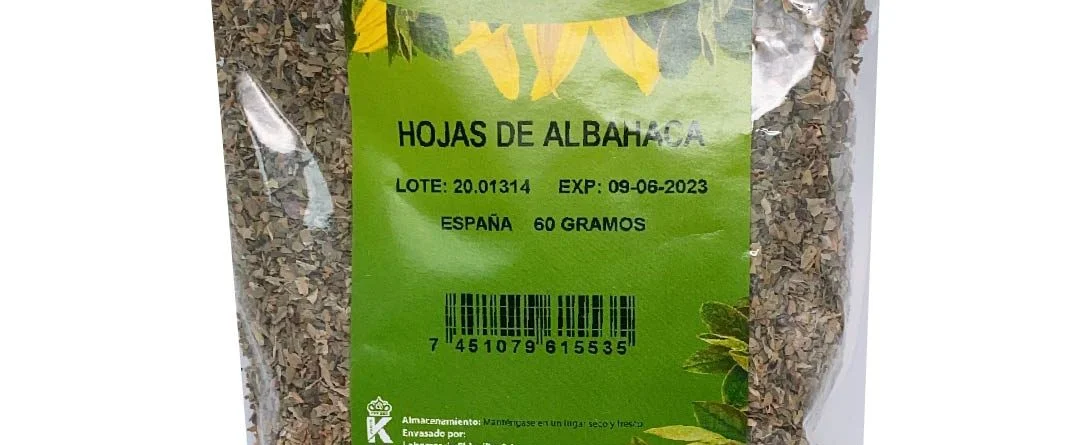 HOJAS DE ALBAHACA
LOTE: 20.01314 EXP: 09-06-2023
ESPAÑA 60 GRAMOS
7 451079 615535
K
Almacenamiento: Manténgase en un lugar seco y fresco.
Envasado por: